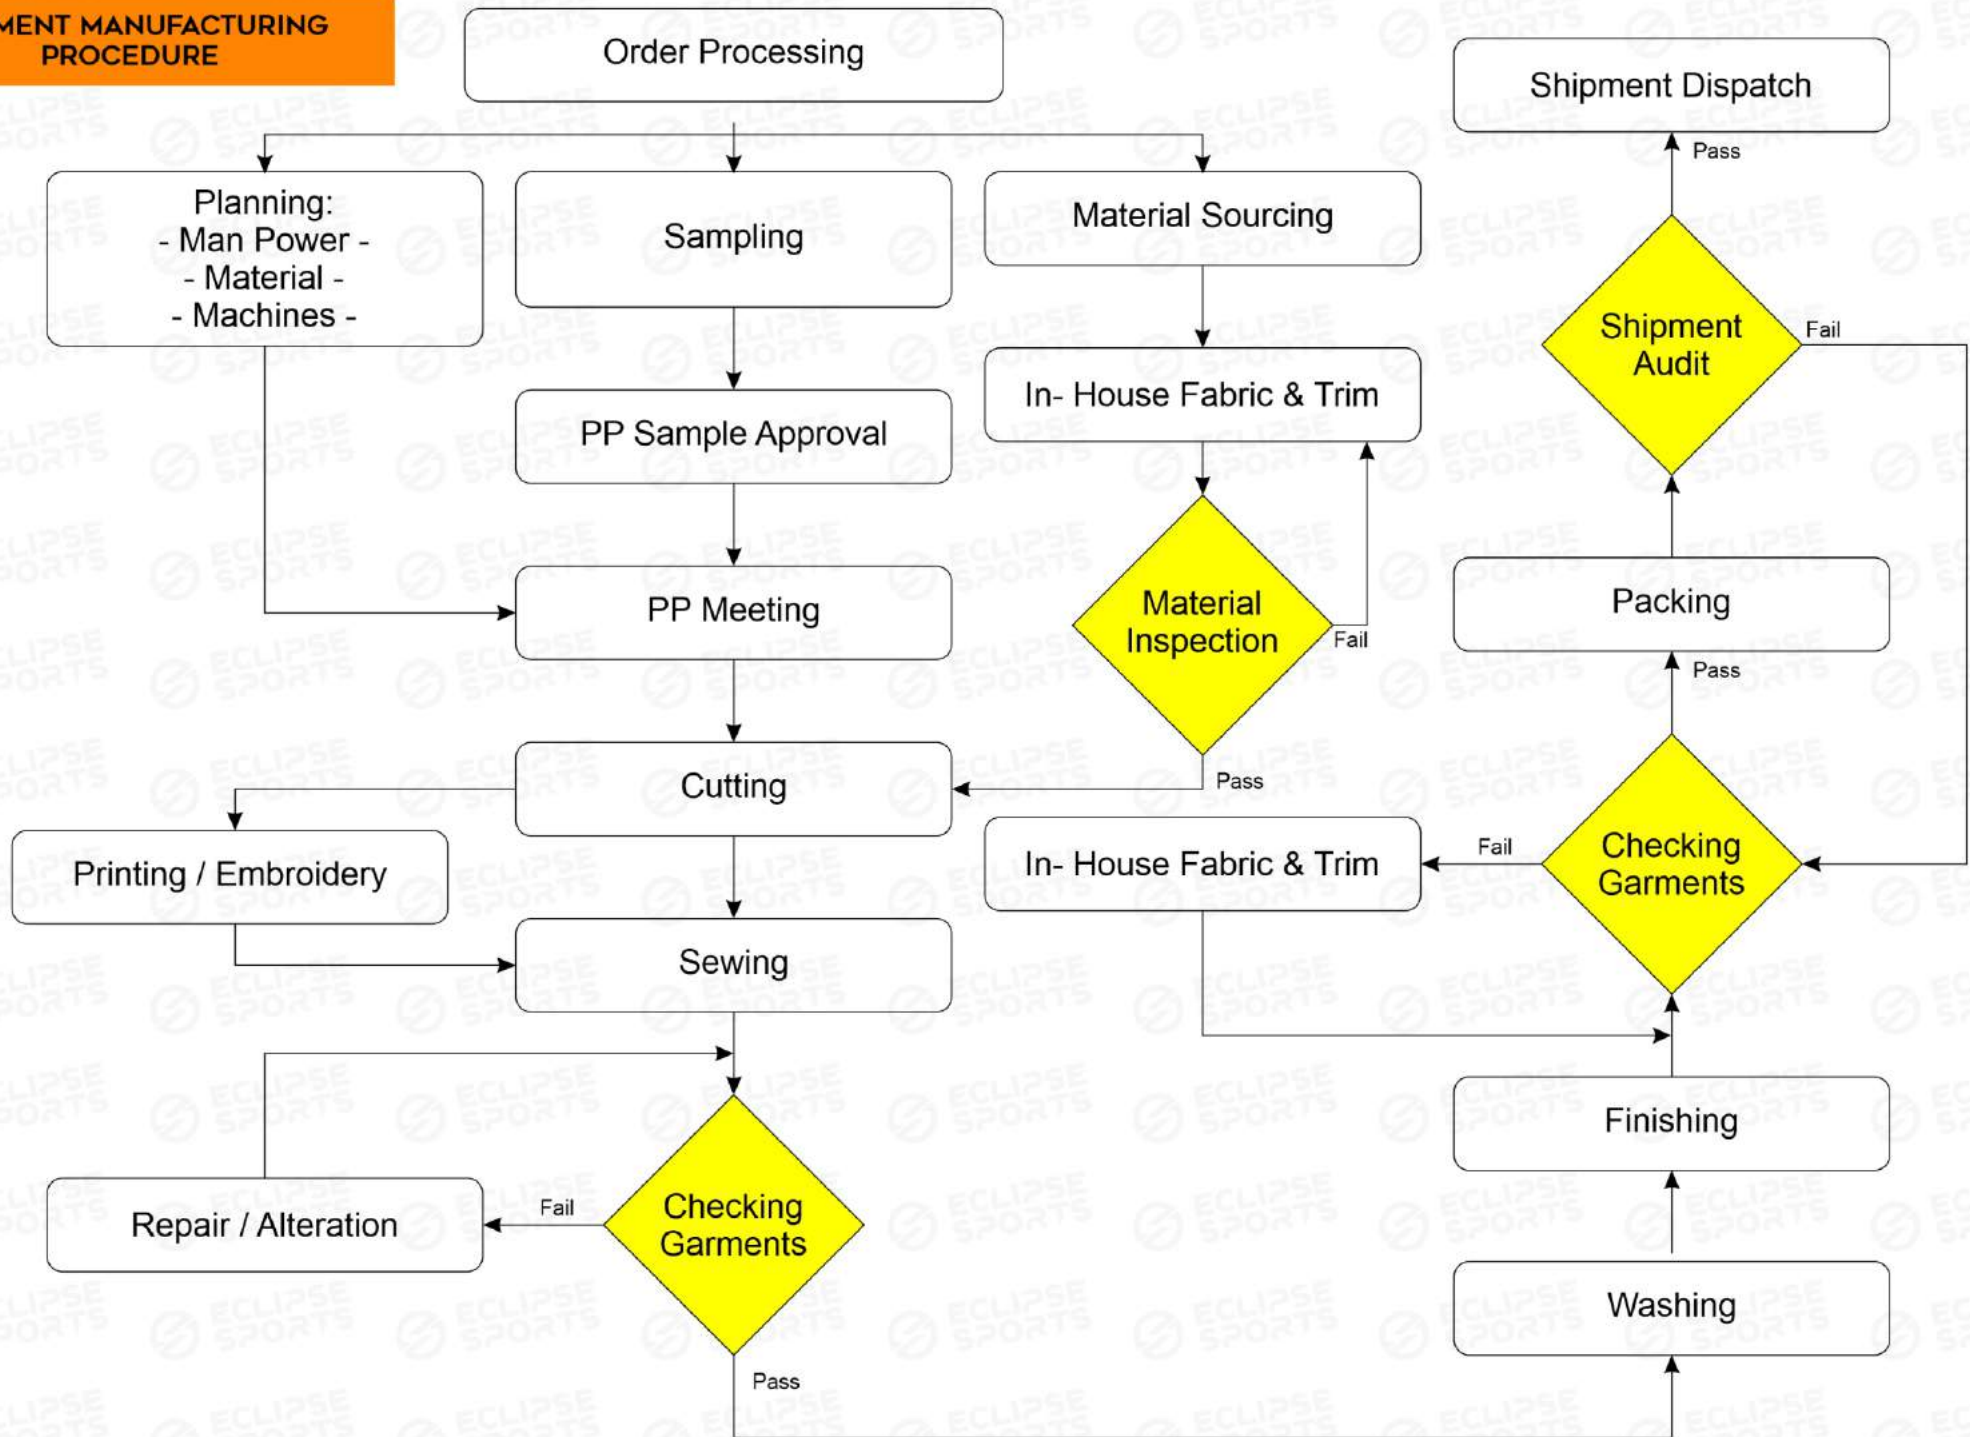 MENT MANUFACTURING
PROCEDURE
Order Processing
Planning:
- Man Power -
- Material -
- Machines -
Sampling
Material Sourcing
PP Sample Approval
In- House Fabric & Trim
PP Meeting
Material
Inspection
Fail
Pass
Cutting
Printing / Embroidery
Sewing
Checking
Garments
Fail
Repair / Alteration
Pass
Washing
Finishing
Checking
Garments
Fail
In- House Fabric & Trim
Pass
Packing
Shipment
Audit
Fail
Pass
Shipment Dispatch
ECLIPSE
SPORTS